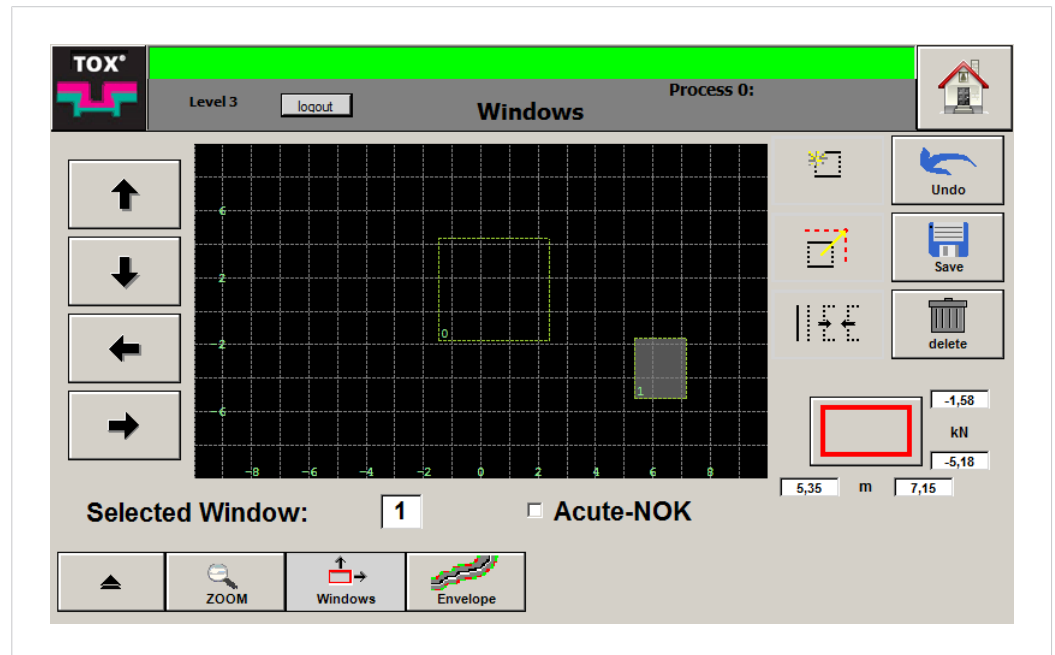 TOX®
Level 3
logout
Windows
Process 0:
Undo
Save
delete
6
2
-2
-6
0
1
-8 -6 -4 -2 0 2 4 6 8
-1,58
kN
-5,18
5,35 m 7,15
Selected Window: 1
Acute-NOK
ZOOM
Windows
Envelope